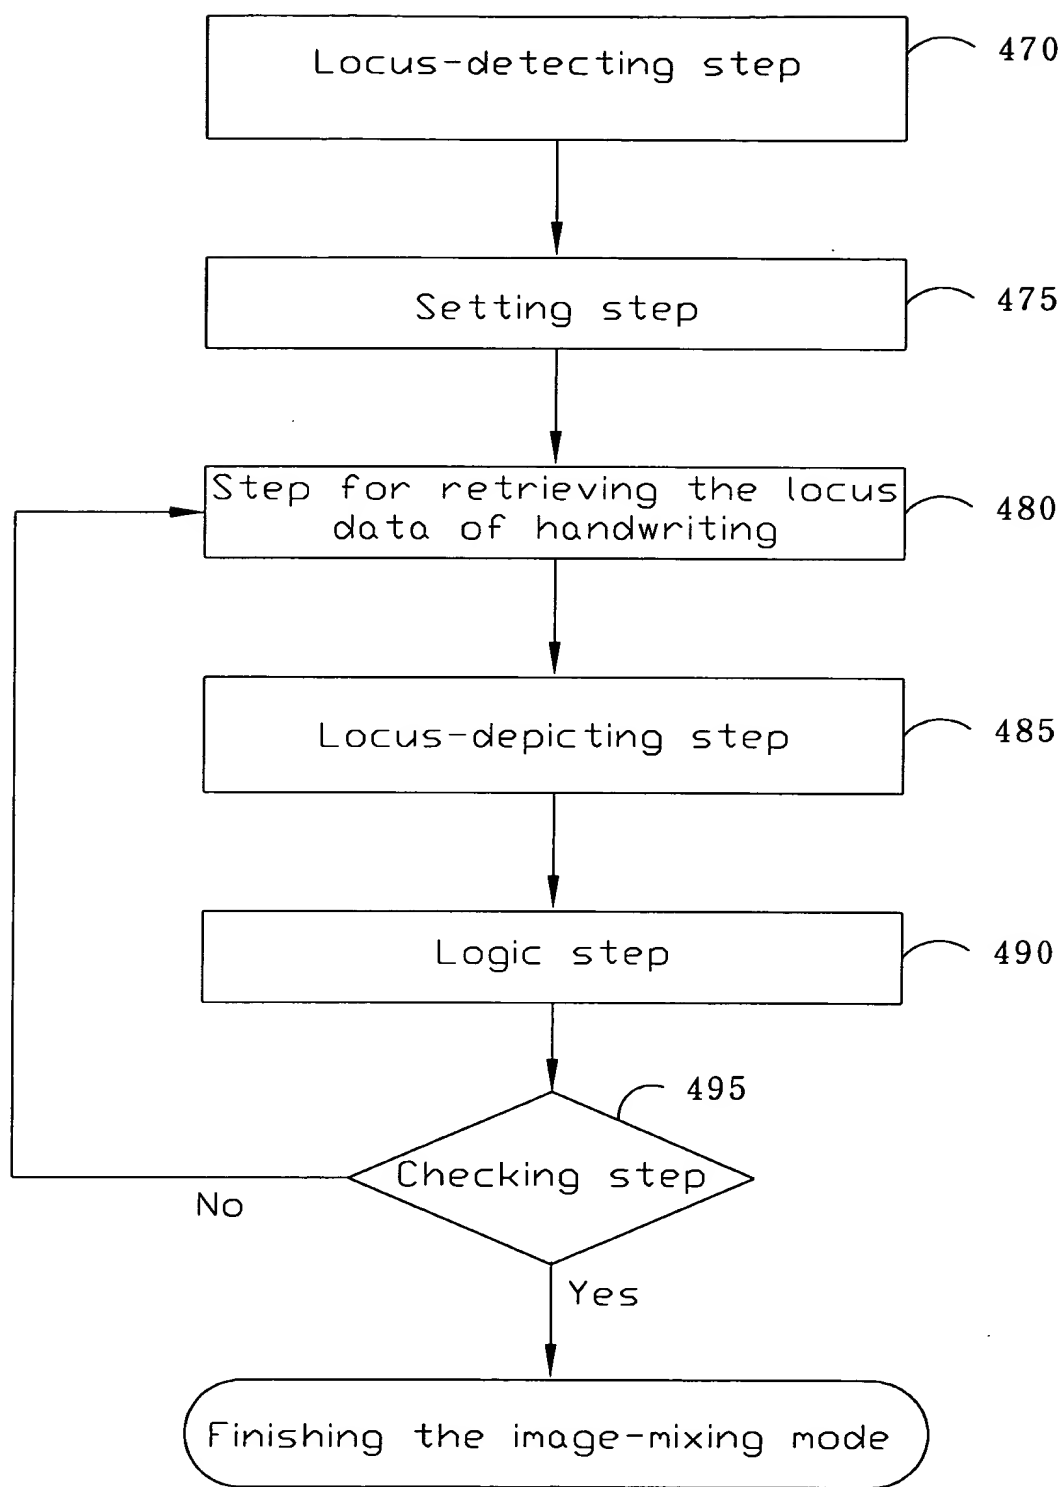 Locus-detecting step
470
Setting step
475
Step for retrieving the locus
data of handwriting
480
Locus-depicting step
485
Logic step
490
495
Checking step
No
Yes
Finishing the image-mixing mode